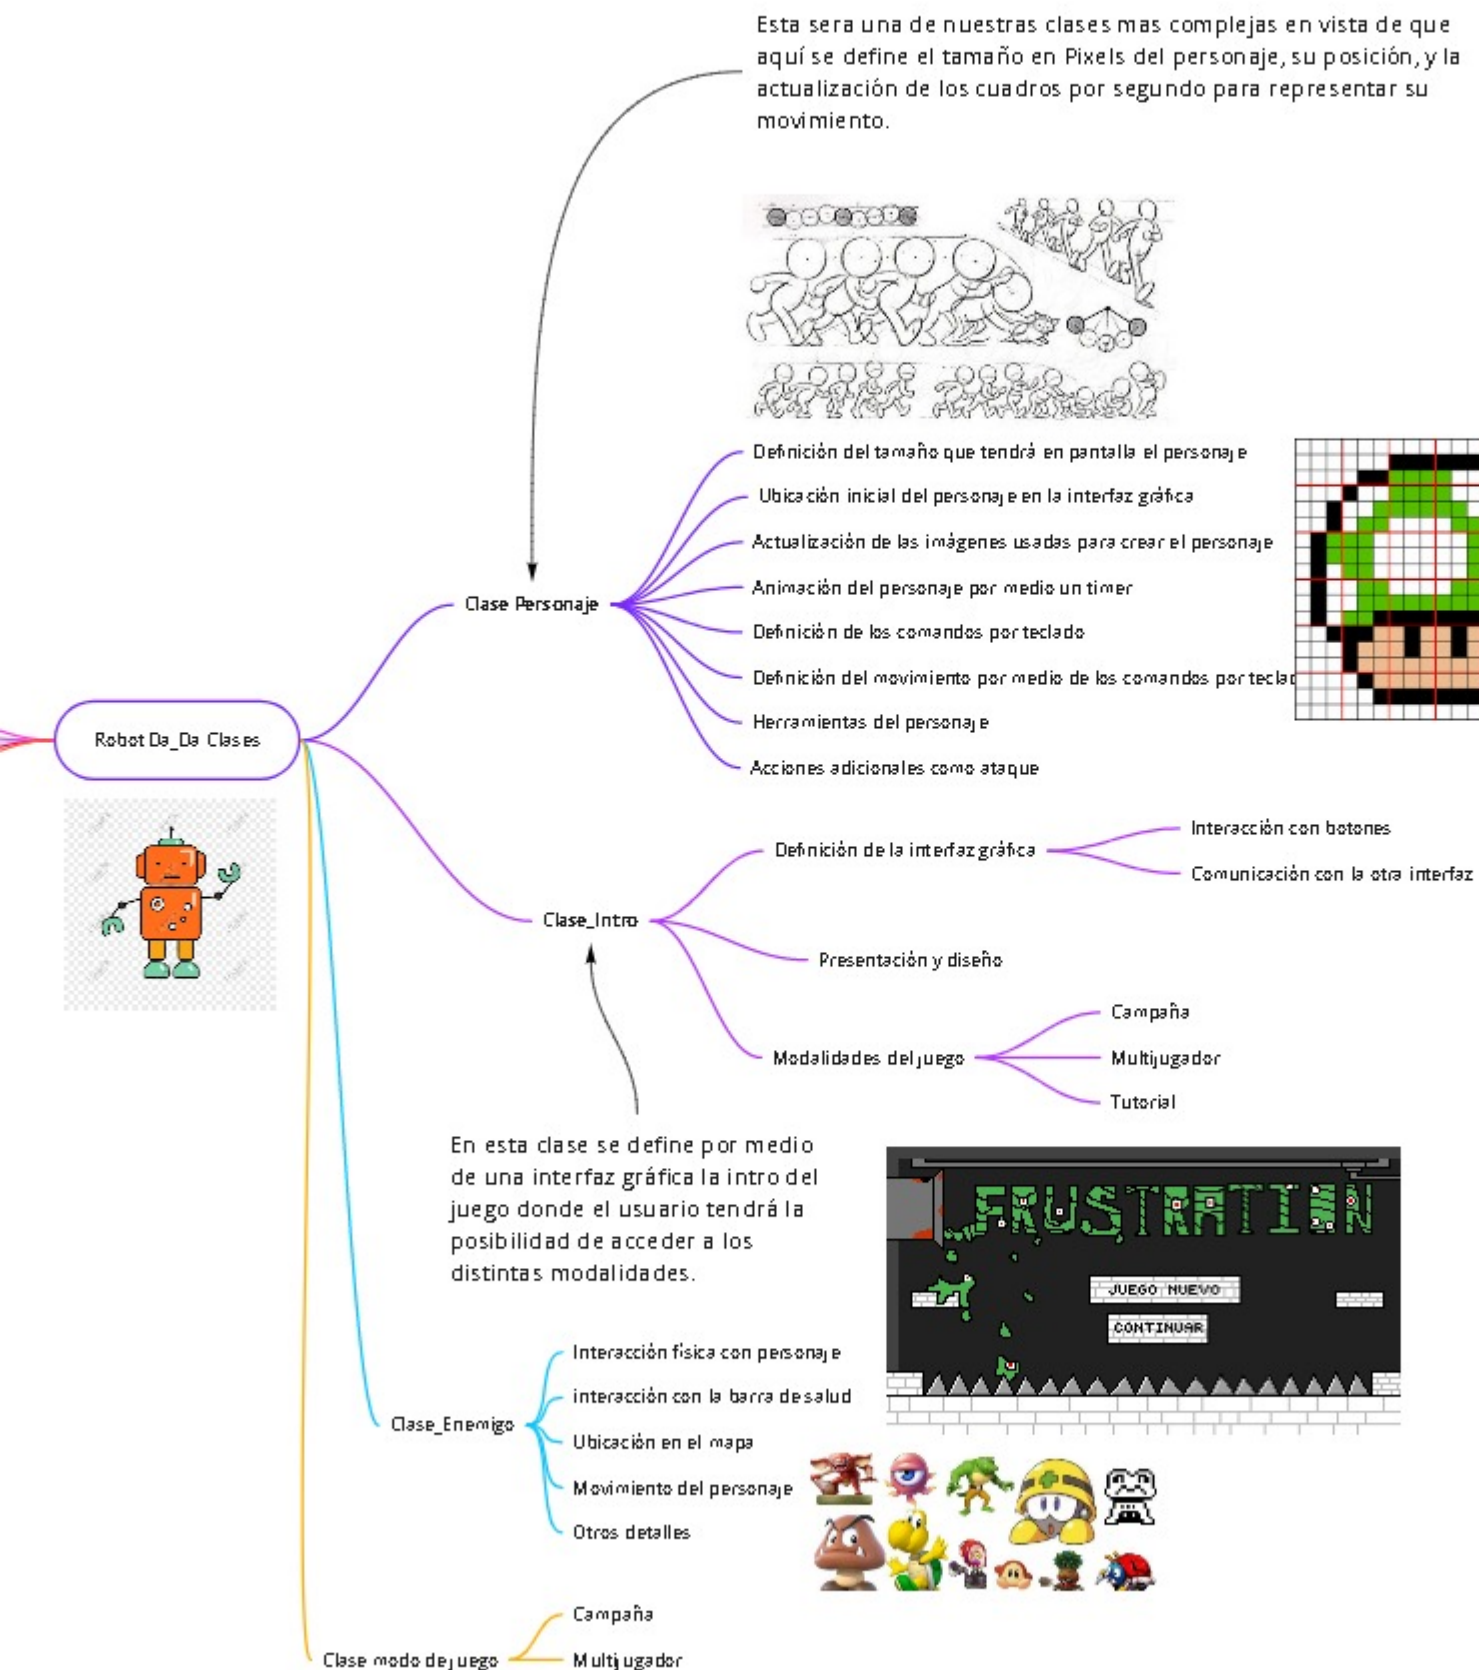 Esta sera una de nuestras clases mas complejas en vista de que
aquí se define el tamaño en Pixels del personaje, su posición, y la
actualización de los cuadros por segundo para representar su
movimiento.
Definición del tamaño que tendrá en pantalla el personaje
Ubicación inicial del personaje en la interfaz gráfica
Actualización de las imágenes usadas para crear el personaje
Animación del personaje por medio un timer
Clase Personaje
Definición de los comandos por teclado
Definición del movimiento por medio de los comandos por teclad
Herramientas del personaje
Robot Da_Da Clases
Acciones adicionales como ataque
Interacción con botones
Definición de la interfaz gráfica
Comunicación con la otra interfaz
Clase_Intro
Presentación y diseño
Campaña
Modalidades del juego
Multijugador
Tutorial
En esta clase se define por medio
de una interfaz gráfica la intro del
juego donde el usuario tendrá la
posibilidad de acceder a los
distintas modalidades.
FRUSTRATION
JUEGO NUEVO
CONTINUAR
Interacción física con personaje
interacción con la barra de salud
Clase_Enemigo
Ubicación en el mapa
Movimiento del personaje
Otros detalles
Campaña
Clase modo de juego
Multijugador